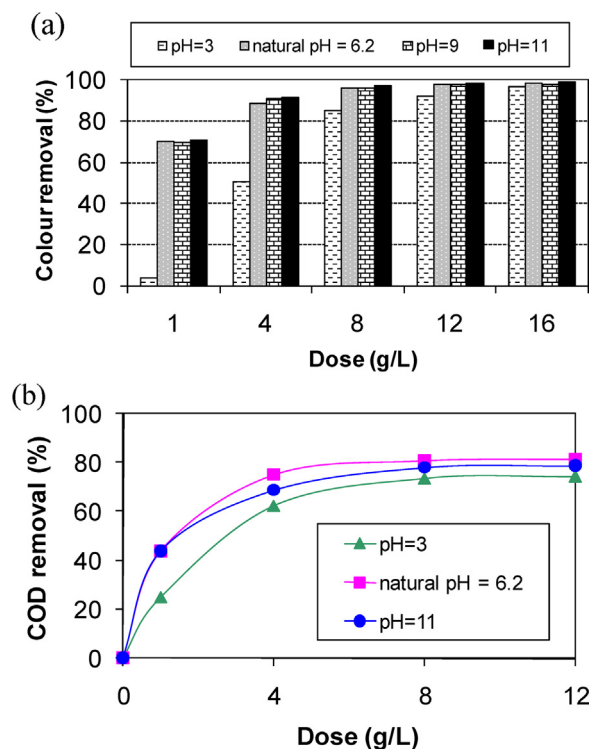 (a)
pH=3 natural pH = 6.2 pH=9 pH=11
Colour removal (%)
100
80
60
40
20
0
1 4 8 12 16
Dose (g/L)
(b)
COD removal (%)
100
80
60
40
20
0
pH=3
natural pH = 6.2
pH=11
0 4 8 12
Dose (g/L)